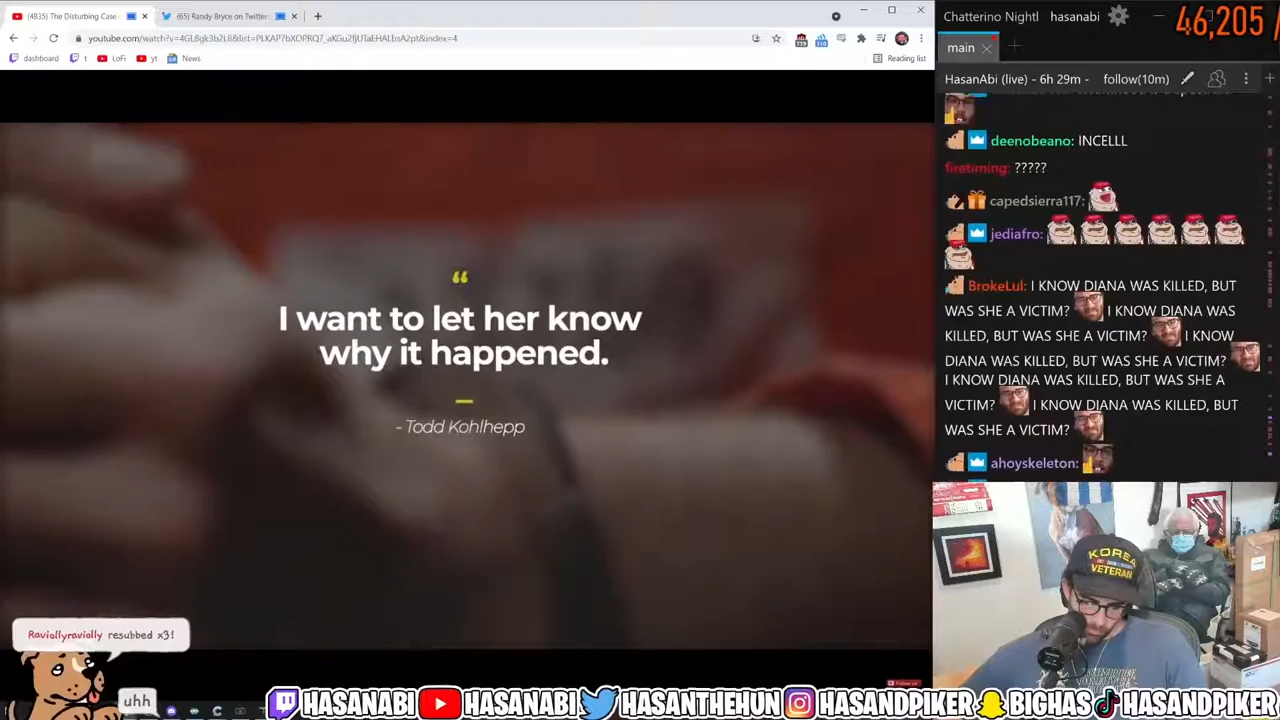 (4835) The Disturbing Case
(65) Randy Bryce on Twitter:
youtube.com/watch?v=4GL8gk3b2L8&list=PLKAP7bXOPRQ7_aKGu2fjUTaEHALbsA2pt&index=4
dashboard
t
LoFi
yt
News
Reading list
“
I want to let her know
why it happened.
- Todd Kohlhepp
Raviollyraviolly resubbed x3!
uhh
Chatterino Nightl
hasanabi
46,205 /
main
HasanAbi (live) - 6h 29m -
follow(10m)
deenobeano: INCELLL
firetiming: ?????
capedsierra117:
jediafro:
BrokeLul: I KNOW DIANA WAS KILLED, BUT
WAS SHE A VICTIM? I KNOW DIANA WAS
KILLED, BUT WAS SHE A VICTIM? I KNOW
DIANA WAS KILLED, BUT WAS SHE A VICTIM?
I KNOW DIANA WAS KILLED, BUT WAS SHE A
VICTIM? I KNOW DIANA WAS KILLED, BUT
WAS SHE A VICTIM?
ahoyskeleton:
KOREA
VETERAN
HASANABI
HASANABI
HASANTHEHUN
HASANDPIKER
BIGHAS
HASANDPIKER